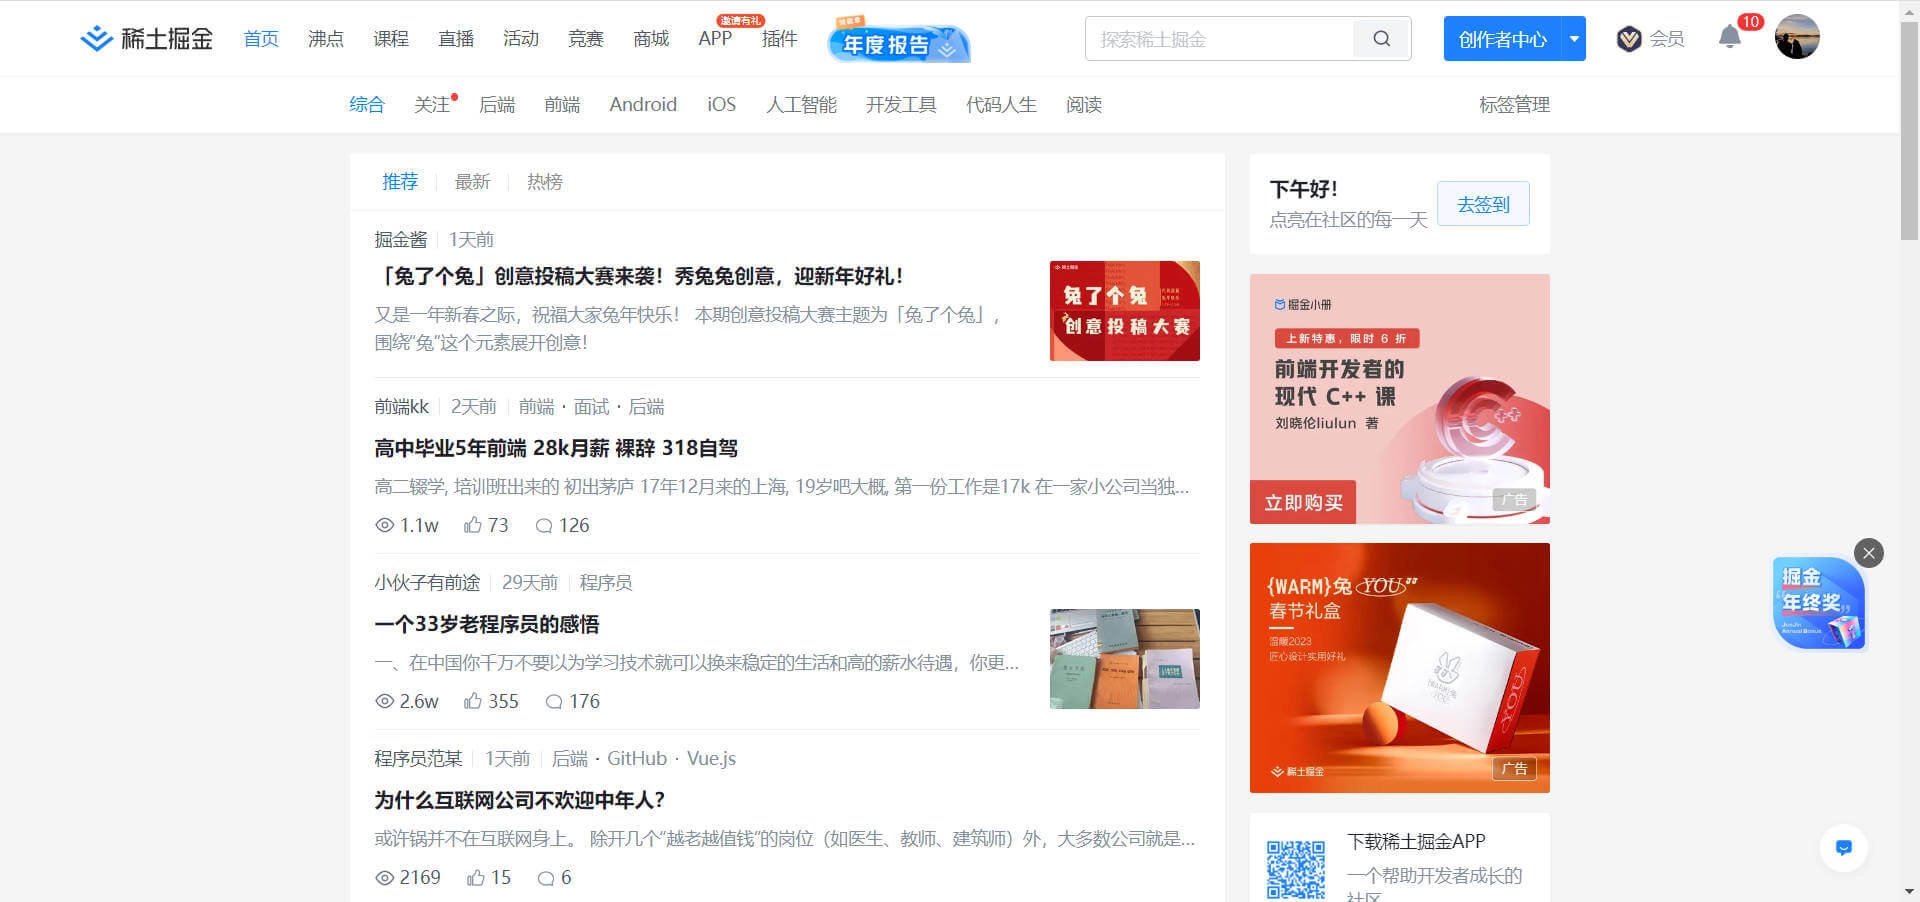 稀土掘金
首页
沸点
课程
直播
活动
竞赛
商城
APP
邀请有礼
插件
年度报告
探索稀土掘金
创作者中心
会员
10
综合
关注
后端
前端
Android
iOS
人工智能
开发工具
代码人生
阅读
标签管理
推荐
最新
热榜
掘金酱
1天前
「兔了个兔」创意投稿大赛来袭！秀兔兔创意，迎新年好礼！
又是一年新春之际，祝福大家兔年快乐！ 本期创意投稿大赛主题为「兔了个兔」，
围绕“兔”这个元素展开创意！
兔了个兔
创意投稿大赛
前端kk
2天前
前端 · 面试 · 后端
高中毕业5年前端 28k月薪 裸辞 318自驾
高二辍学, 培训班出来的 初出茅庐 17年12月来的上海, 19岁吧大概, 第一份工作是17k 在一家小公司当独...
1.1w
73
126
小伙子有前途
29天前
程序员
一个33岁老程序员的感悟
一、在中国你千万不要以为学习技术就可以换来稳定的生活和高的薪水待遇，你更...
2.6w
355
176
程序员范某
1天前
后端 · GitHub · Vue.js
为什么互联网公司不欢迎中年人？
或许锅并不在互联网身上。 除开几个“越老越值钱”的岗位（如医生、教师、建筑师）外，大多数公司就是...
2169
15
6
下午好！
点亮在社区的每一天
去签到
掘金小册
上新特惠，限时 6 折
前端开发者的
现代 C++ 课
刘晓伦liulun 著
立即购买
广告
{WARM}兔YOU”
春节礼盒
温暖2023
匠心设计实用好礼
稀土掘金
广告
掘金
“年终奖”
JueJin
Annual Bonus
下载稀土掘金APP
一个帮助开发者成长的
社区